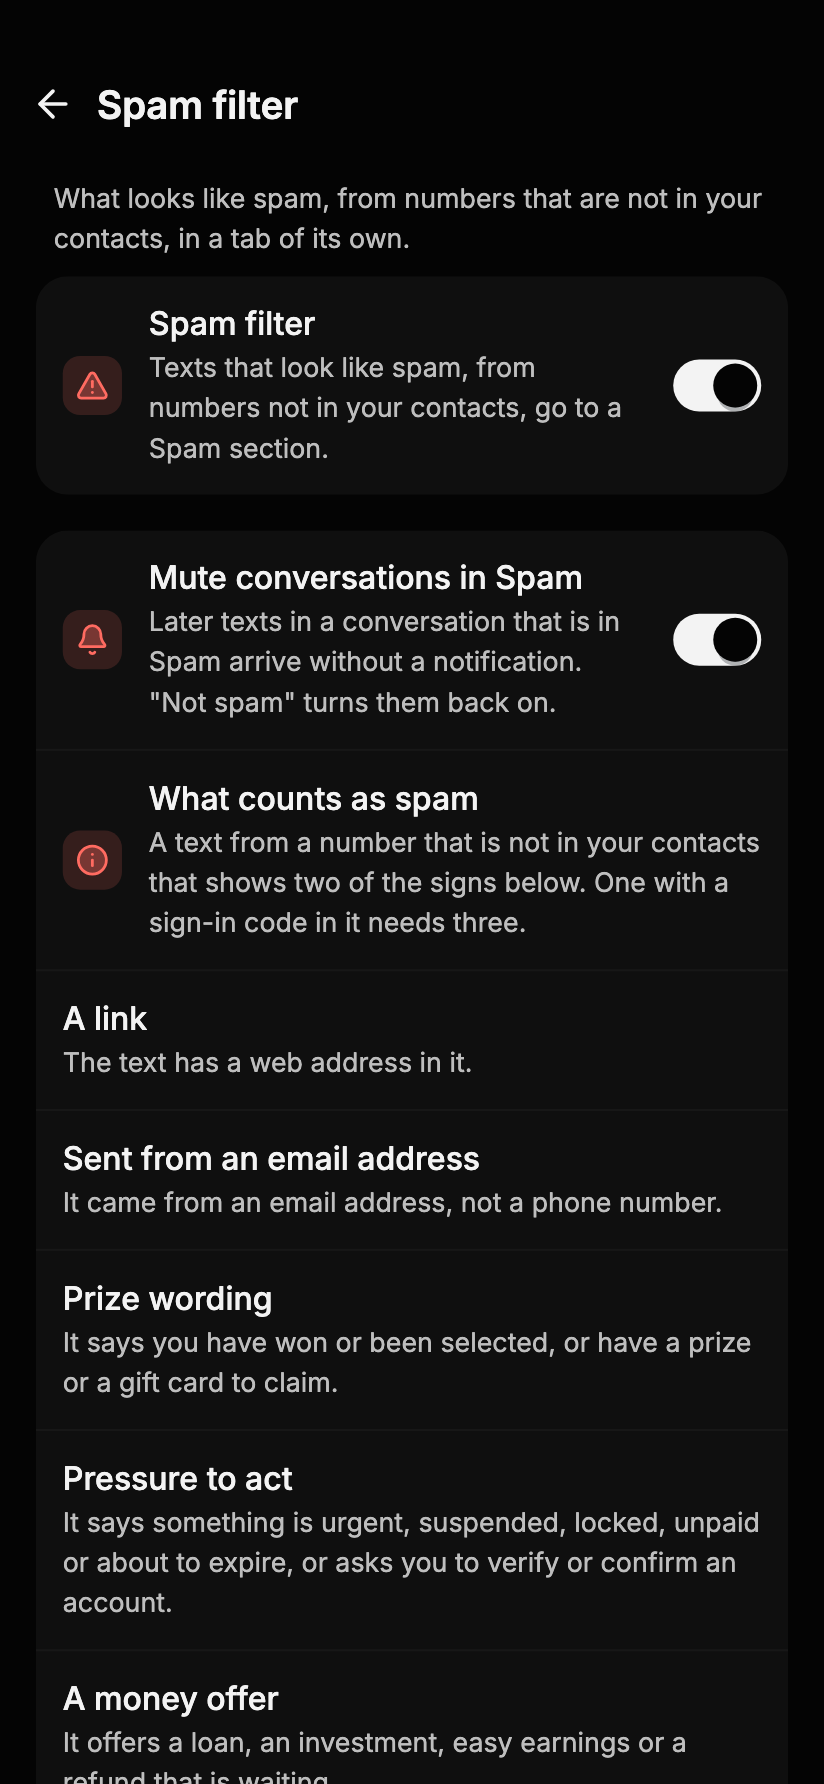 Spam filter
What looks like spam, from numbers that are not in your
contacts, in a tab of its own.
Spam filter
Texts that look like spam, from
numbers not in your contacts, go to a
Spam section.
Mute conversations in Spam
Later texts in a conversation that is in
Spam arrive without a notification.
"Not spam" turns them back on.
What counts as spam
A text from a number that is not in your contacts
that shows two of the signs below. One with a
sign-in code in it needs three.
A link
The text has a web address in it.
Sent from an email address
It came from an email address, not a phone number.
Prize wording
It says you have won or been selected, or have a prize
or a gift card to claim.
Pressure to act
It says something is urgent, suspended, locked, unpaid
or about to expire, or asks you to verify or confirm an
account.
A money offer
It offers a loan, an investment, easy earnings or a
refund that is waiting